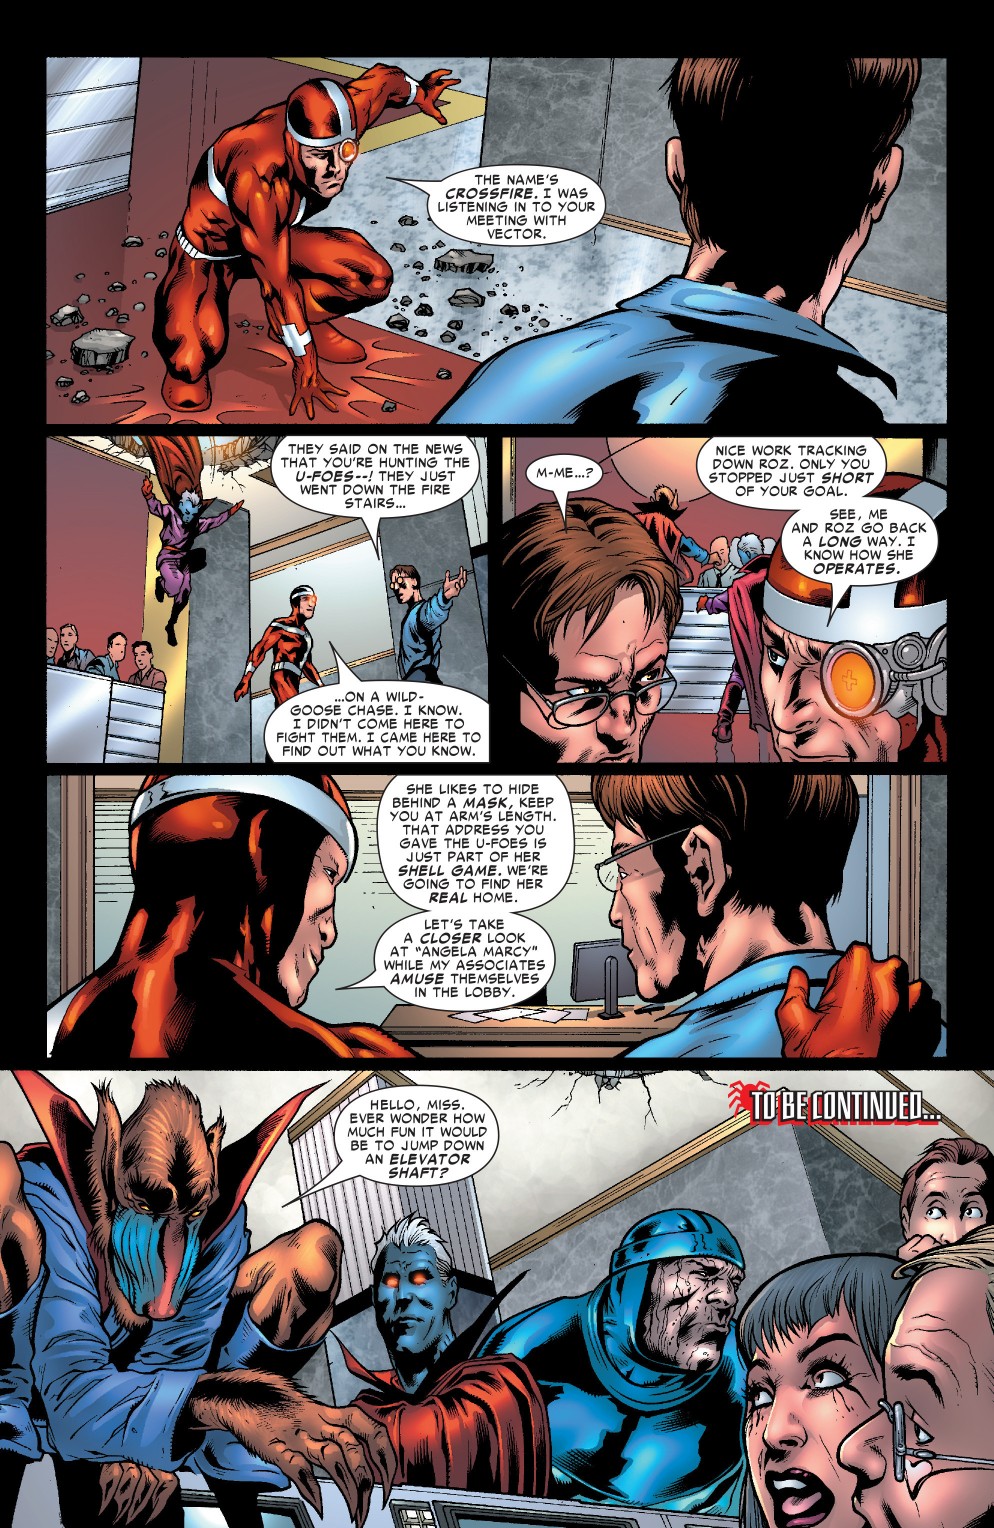 THE NAME'S
CROSSFIRE. I WAS
LISTENING IN TO YOUR
MEETING WITH
VECTOR.
THEY SAID ON THE NEWS
THAT YOU'RE HUNTING THE
U-FOES--! THEY JUST
WENT DOWN THE FIRE
STAIRS...
...ON A WILD-
GOOSE CHASE. I KNOW.
I DIDN'T COME HERE TO
FIGHT THEM. I CAME HERE TO
FIND OUT WHAT YOU KNOW.
M-ME...?
NICE WORK TRACKING
DOWN ROZ. ONLY YOU
STOPPED JUST SHORT
OF YOUR GOAL.
SEE, ME
AND ROZ GO BACK
A LONG WAY. I
KNOW HOW SHE
OPERATES.
SHE LIKES TO HIDE
BEHIND A MASK, KEEP
YOU AT ARM'S LENGTH.
THAT ADDRESS YOU
GAVE THE U-FOES IS
JUST PART OF HER
SHELL GAME. WE'RE
GOING TO FIND HER
REAL HOME.
LET'S TAKE
A CLOSER LOOK
AT "ANGELA MARCY"
WHILE MY ASSOCIATES
AMUSE THEMSELVES
IN THE LOBBY.
HELLO, MISS.
EVER WONDER HOW
MUCH FUN IT WOULD
BE TO JUMP DOWN
AN ELEVATOR
SHAFT?
TO BE CONTINUED...